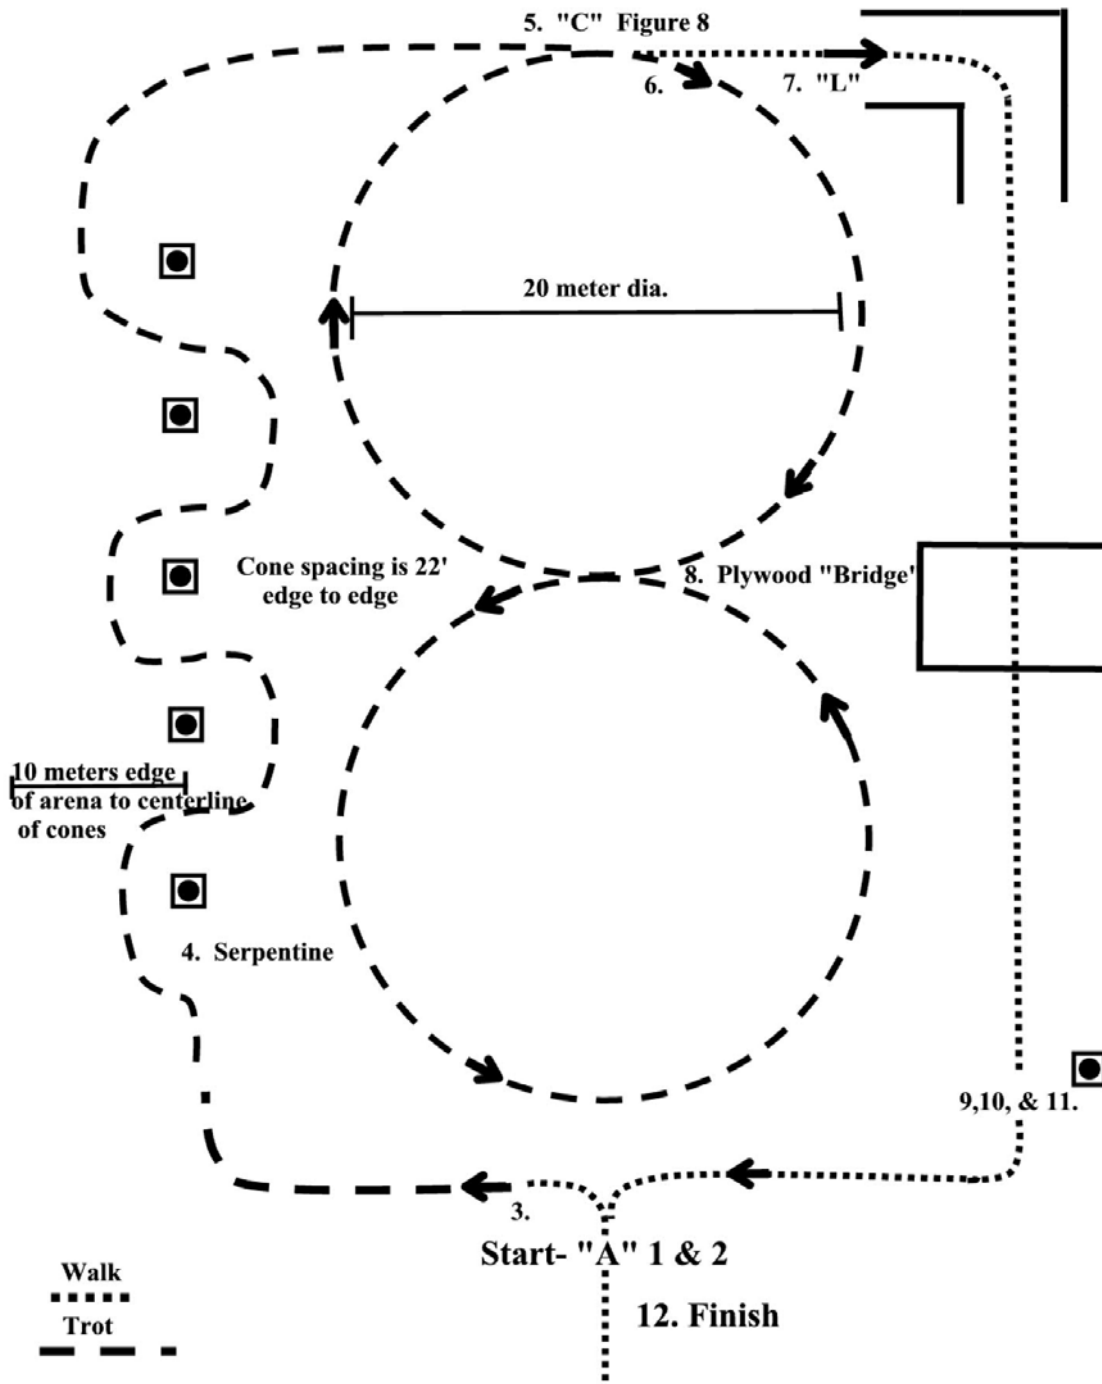 5. "C" Figure 8
6.
7. "L"
20 meter dia.
Cone spacing is 22'
edge to edge
8. Plywood "Bridge'
10 meters edge
of arena to centerline
of cones
4. Serpentine
9,10, & 11.
3.
Start- "A" 1 & 2
12. Finish
Walk
Trot